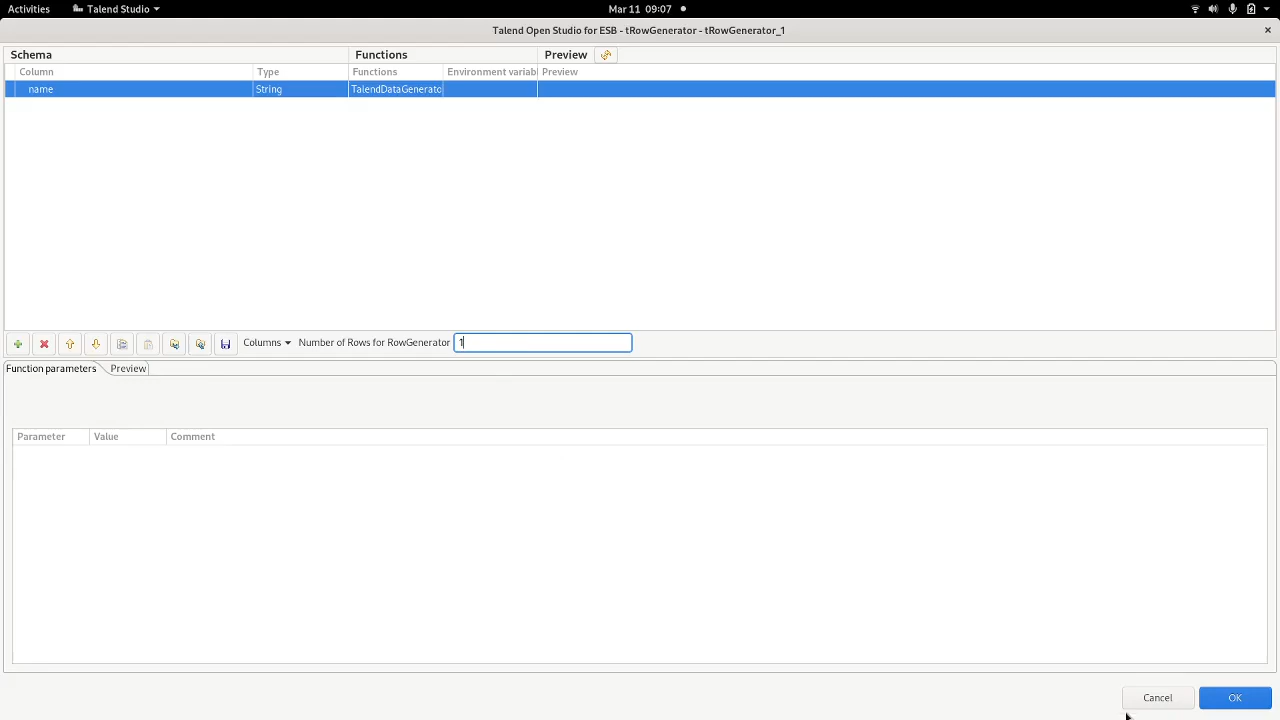 Activities Talend Studio Mar 11 09:07
Talend Open Studio for ESB - tRowGenerator - tRowGenerator_1
Schema Functions Preview
Column Type Functions Environment variab Preview
name String TalendDataGenerato
Columns Number of Rows for RowGenerator 1
Function parameters Preview
Parameter Value Comment
Cancel OK